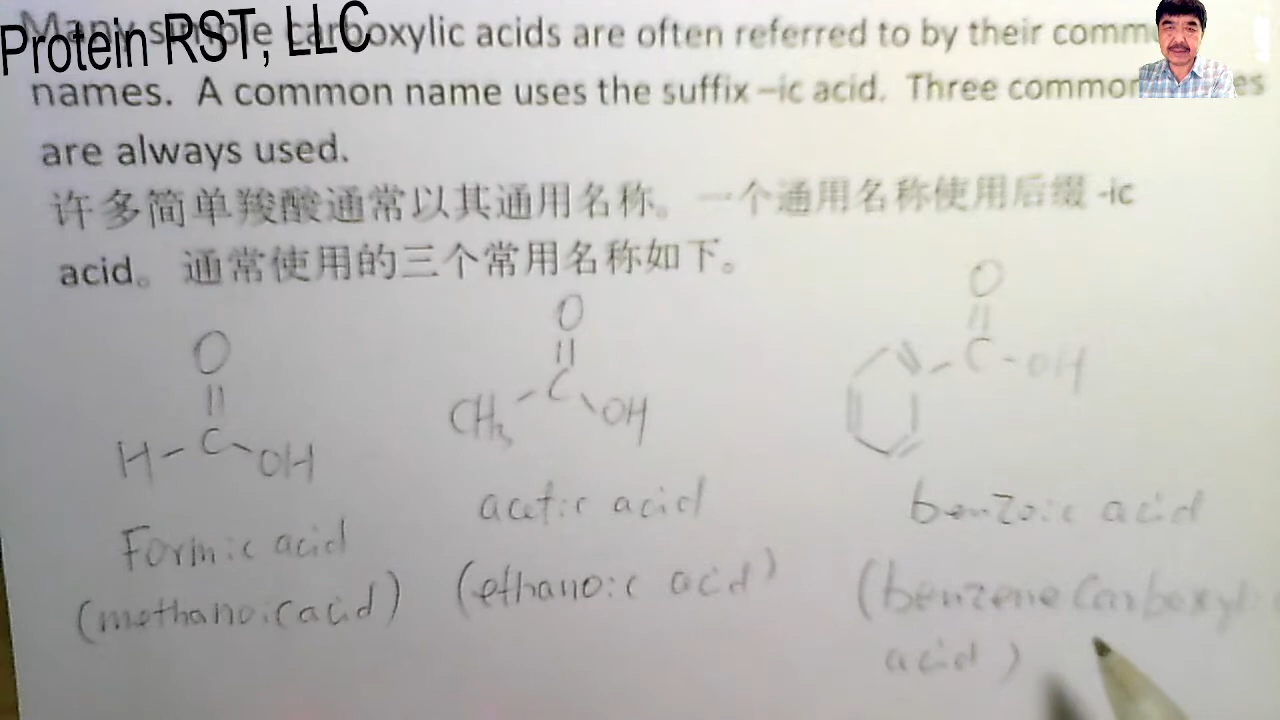 Protein RST, LLC
Many simple carboxylic acids are often referred to by their
names. A common name uses the suffix –ic acid. Three common
are always used.
许多简单羧酸通常以其通用名称。一个通用名称使用后缀 -ic
acid。通常使用的三个常用名称如下。
O O O
H-C-OH CH3-C-OH C-OH
Formic acid acetic acid benzoic acid
(methanoic acid) (ethanoic acid) (benzene carboxyl
acid)